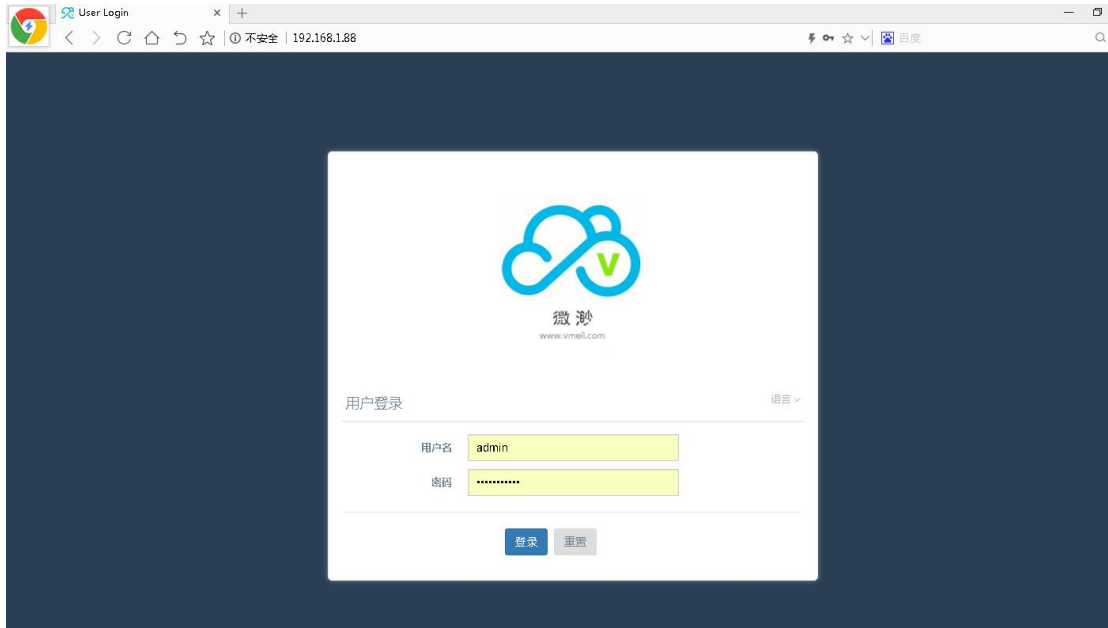 User Login
不安全 192.168.1.88
百度
V
微渺
www.vmeil.com
用户登录 语言
用户名 admin
密码 •••••••••••
登录 重置